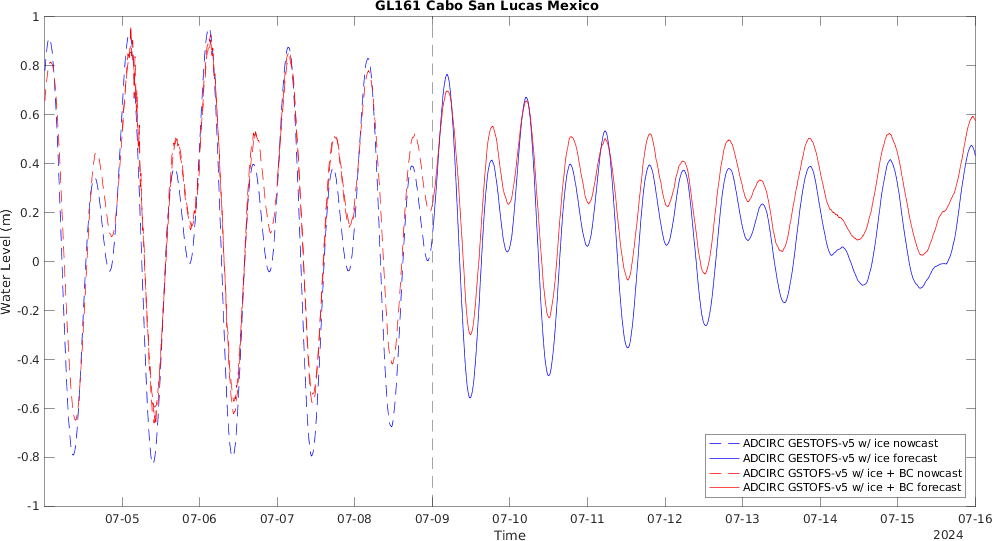 GL161 Cabo San Lucas Mexico
Water Level (m)
1
0.8
0.6
0.4
0.2
0
-0.2
-0.4
-0.6
-0.8
-1
07-05 07-06 07-07 07-08 07-09 07-10 07-11 07-12 07-13 07-14 07-15 07-16
Time
2024
ADCIRC GESTOFS-v5 w/ ice nowcast
ADCIRC GESTOFS-v5 w/ ice forecast
ADCIRC GSTOFS-v5 w/ ice + BC nowcast
ADCIRC GSTOFS-v5 w/ ice + BC forecast